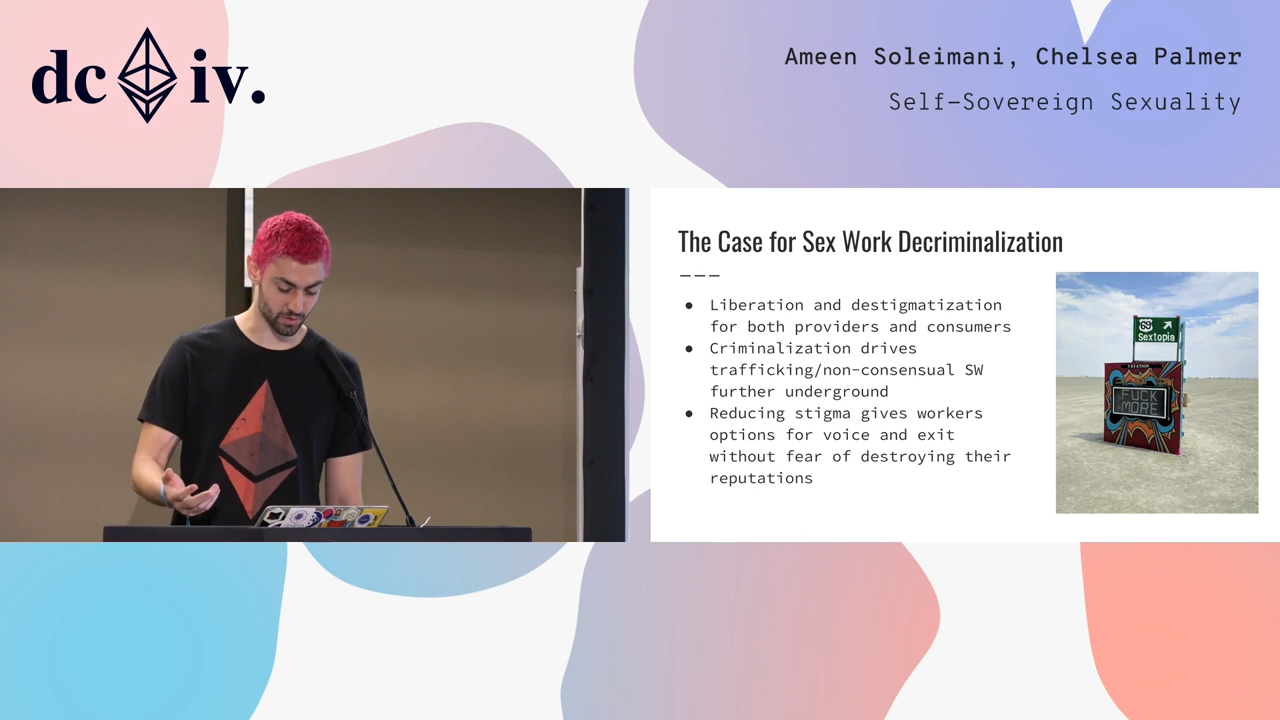 dc iv.
Ameen Soleimani, Chelsea Palmer
Self-Sovereign Sexuality
The Case for Sex Work Decriminalization
---
● Liberation and destigmatization
for both providers and consumers
● Criminalization drives
trafficking/non-consensual SW
further underground
● Reducing stigma gives workers
options for voice and exit
without fear of destroying their
reputations
69
Sextopia
CREATION
FUCK
MORE